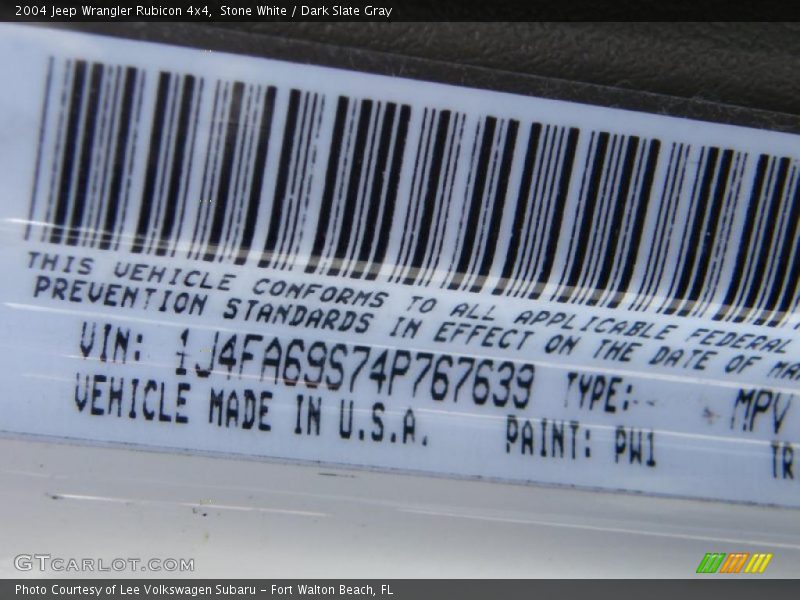 2004 Jeep Wrangler Rubicon 4x4, Stone White / Dark Slate Gray
THIS VEHICLE CONFORMS TO ALL APPLICABLE FEDERAL
PREVENTION STANDARDS IN EFFECT ON THE DATE OF MA
VIN: 1J4FA69S74P767639 TYPE: MPV
VEHICLE MADE IN U.S.A. PAINT: PW1 TR
GTCARLOT.COM
Photo Courtesy of Lee Volkswagen Subaru – Fort Walton Beach, FL